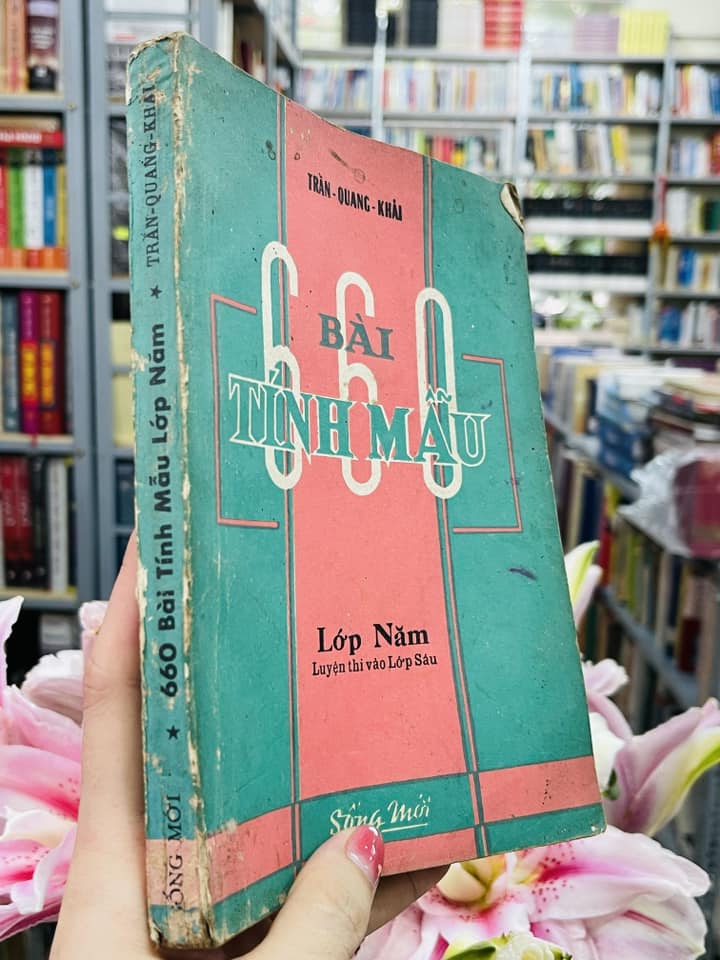 TRẦN-QUANG-KHẢI
660
BÀI
TÍNH MẪU
Lớp Năm
Luyện thi vào Lớp Sáu
Sống Mới
TRẦN-QUANG-KHẢI ★ 660 Bài Tính Mẫu Lớp Năm ★ SỐNG MỚI